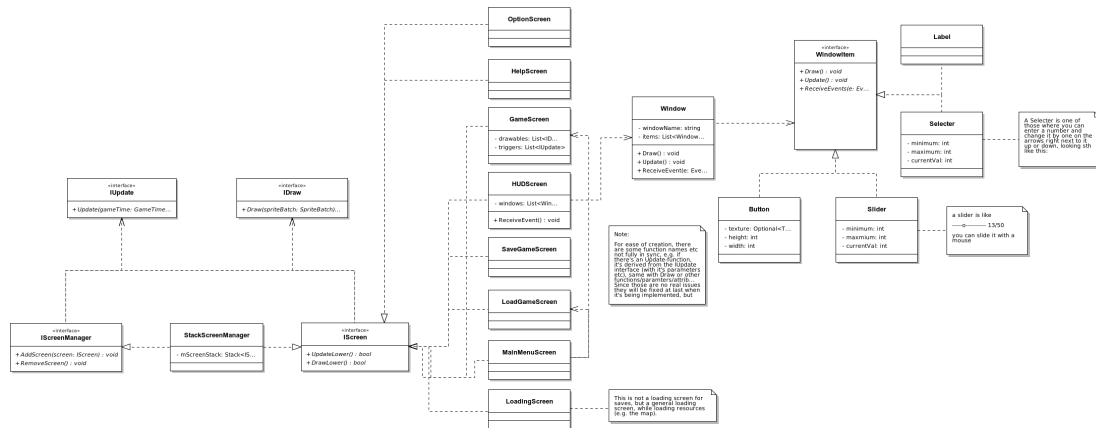 OptionScreen
HelpScreen
GameScreen
- drawables: List<ID...
- triggers: List<IUpdate>
HUDScreen
- windows: List<Win...
+ ReceiveEvent() : void
SaveGameScreen
LoadGameScreen
MainMenuScreen
LoadingScreen
«interface»
IUpdate
+ Update(gameTime: GameTime...
«interface»
IDraw
+ Draw(spriteBatch: SpriteBatch)...
«interface»
IScreenManager
+ AddScreen(screen: IScreen) : void
+ RemoveScreen() : void
StackScreenManager
- mScreenStack: Stack<IS...
«interface»
IScreen
+ UpdateLower() : bool
+ DrawLower() : bool
Window
- windowName: string
- items: List<Window...
+ Draw() : void
+ Update() : void
+ ReceiveEvent(e: Eve...
«interface»
WindowItem
+ Draw() : void
+ Update() : void
+ ReceiveEvents(e: Ev...
Label
Selecter
- minimum: int
- maximum: int
- currentVal: int
A Selecter is one of
those where you can
enter a number and
change it by one on the
arrows right next to it
up or down, looking sth
like this:
Button
- texture: Optional<T...
- height: int
- width: int
Slider
- minimum: int
- maxmium: int
- currentVal: int
a slider is like
13/50
you can slide it with a
mouse
Note:
For ease of creation, there
are some function names etc
not fully in sync, e.g. if
there's an Update-function,
it's derived from the IUpdate
interface (with it's parameters
etc), same with Draw or other
functions/paramters/attrib...
Since those are no real issues
they will be fixed at last when
it's being implemented, but
This is not a loading screen for
saves, but a general loading
screen, while loading resources
(e.g. the map).